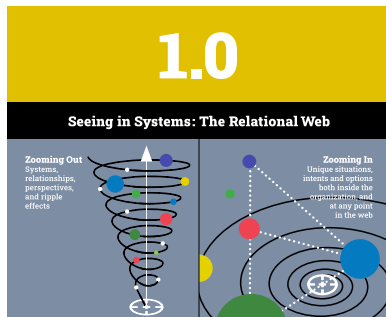 1.0
Seeing in Systems: The Relational Web
Zooming Out
Systems,
relationships,
perspectives,
and ripple
effects
Zooming In
Unique situations,
intents and options
both inside the
organization, and
at any point
in the web